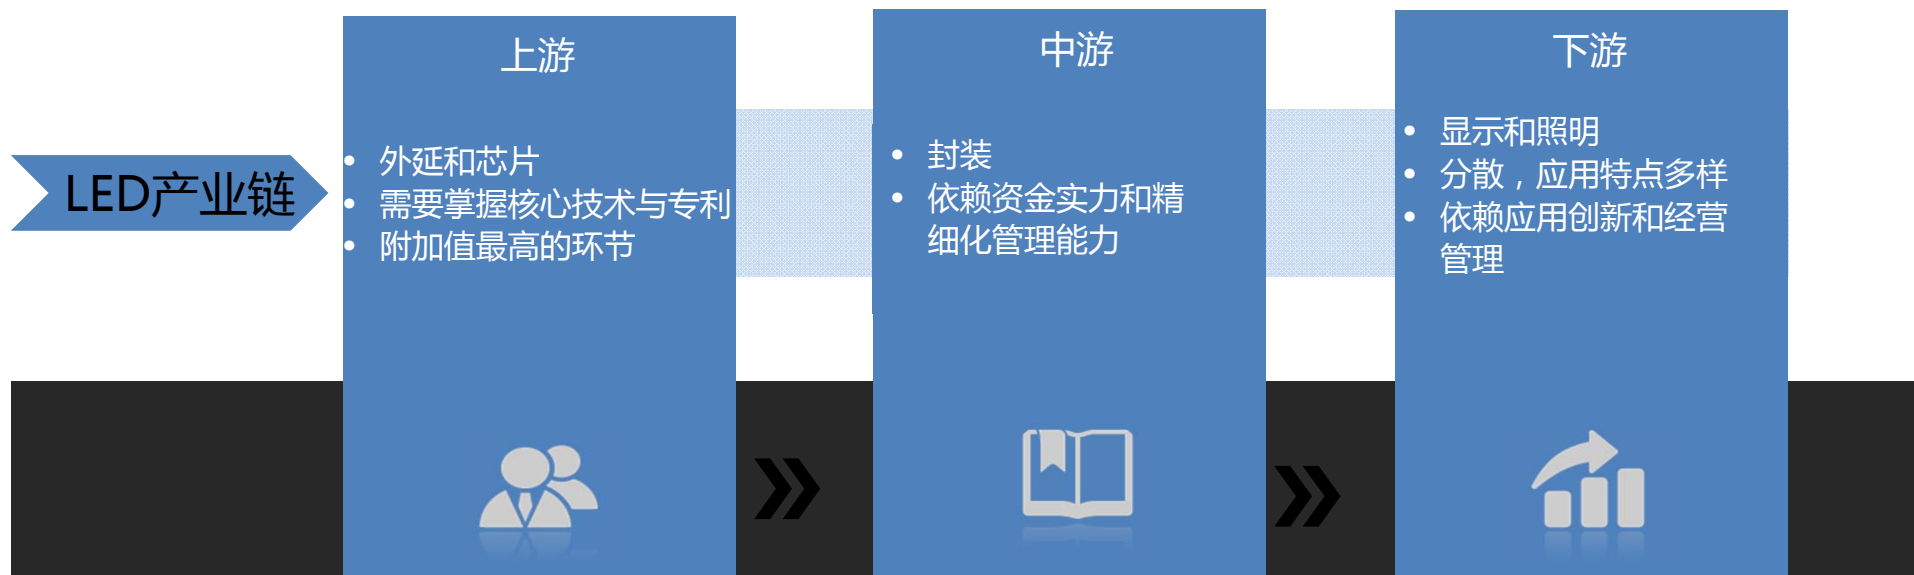 LED产业链
上游
• 外延和芯片
• 需要掌握核心技术与专利
• 附加值最高的环节
中游
• 封装
• 依赖资金实力和精
细化管理能力
下游
• 显示和照明
• 分散，应用特点多样
• 依赖应用创新和经营
管理